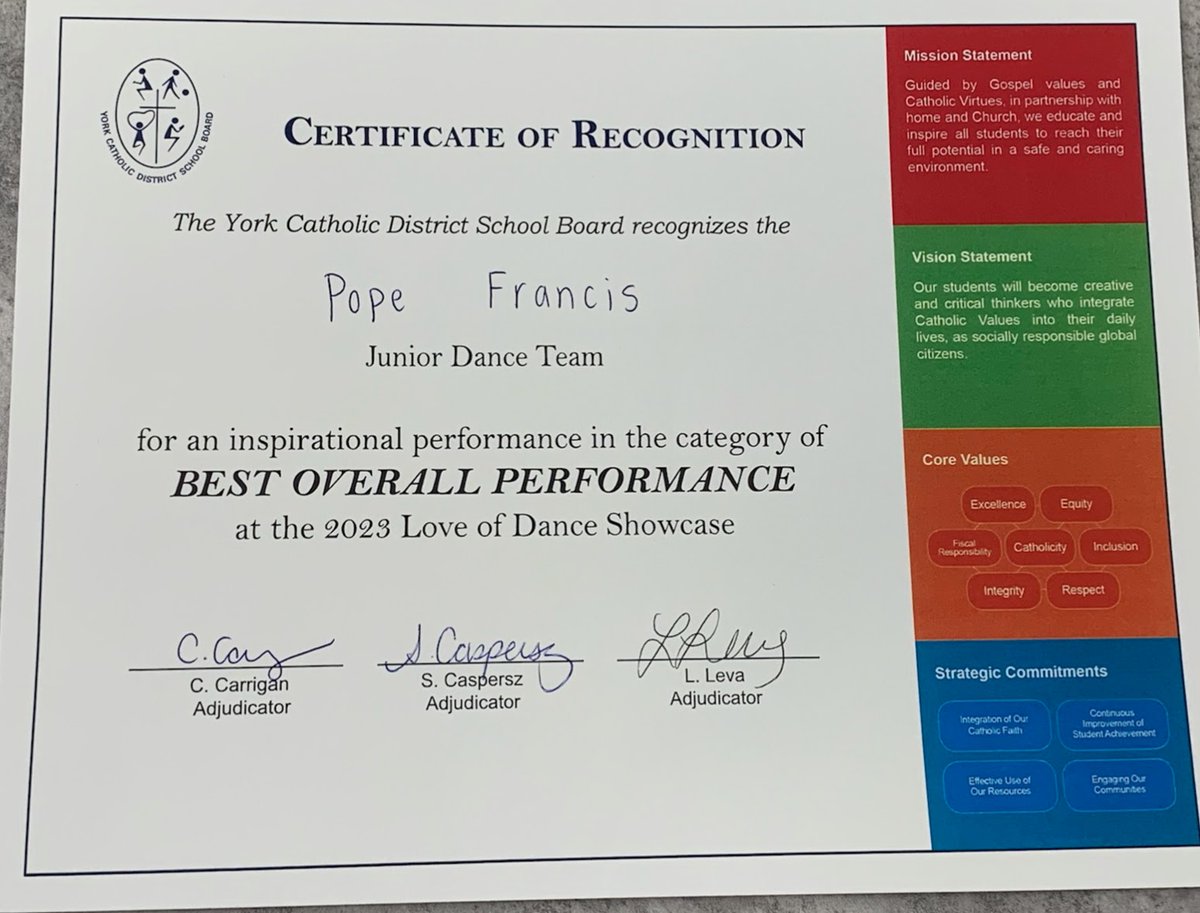 YORK CATHOLIC DISTRICT SCHOOL BOARD
CERTIFICATE OF RECOGNITION
The York Catholic District School Board recognizes the
Pope Francis
Junior Dance Team
for an inspirational performance in the category of
BEST OVERALL PERFORMANCE
at the 2023 Love of Dance Showcase
S. Caspersz
C. Carrigan
Adjudicator
S. Caspersz
Adjudicator
L. Leva
Adjudicator
Mission Statement
Guided by Gospel values and
Catholic Virtues, in partnership with
home and Church, we educate and
inspire all students to reach their
full potential in a safe and caring
environment.
Vision Statement
Our students will become creative
and critical thinkers who integrate
Catholic Values into their daily
lives, as socially responsible global
citizens.
Core Values
Excellence
Equity
Fiscal
Responsibility
Catholicity
Inclusion
Integrity
Respect
Strategic Commitments
Integration of Our
Catholic Faith
Continuous
Improvement of
Student Achievement
Effective Use of
Our Resources
Engaging Our
Communities